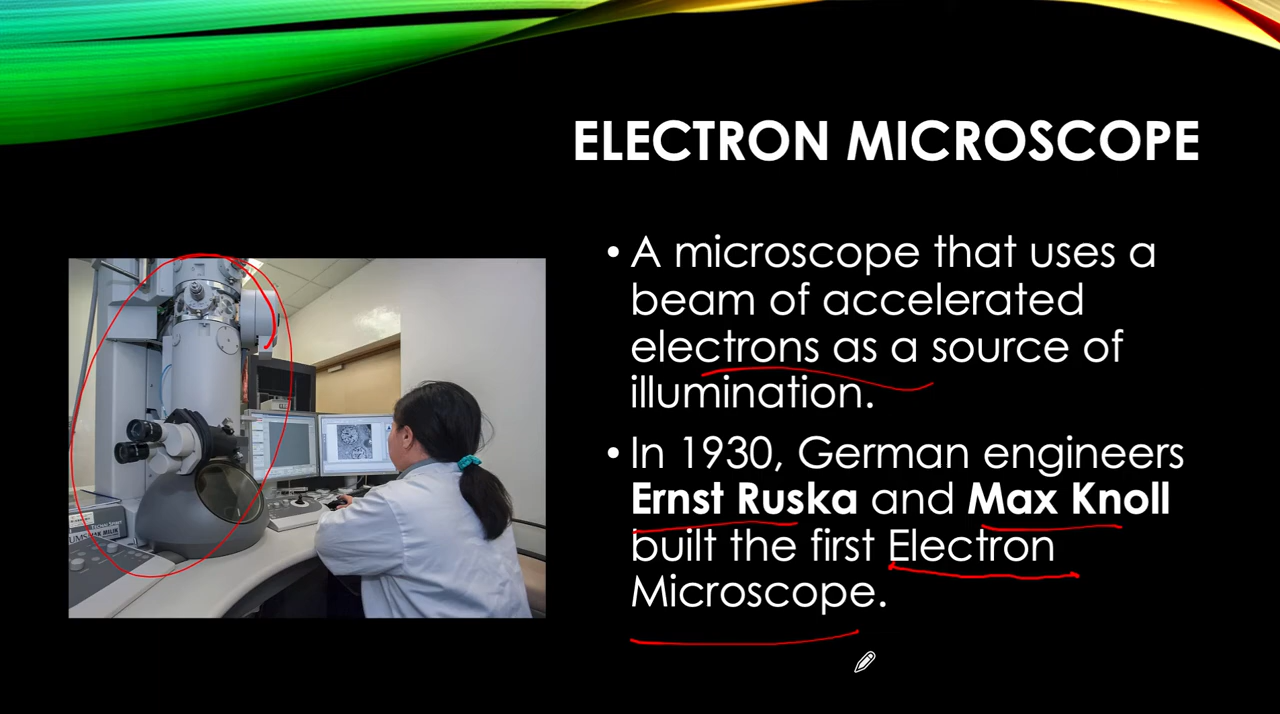 ELECTRON MICROSCOPE
• A microscope that uses a
beam of accelerated
electrons as a source of
illumination.
• In 1930, German engineers
Ernst Ruska and Max Knoll
built the first Electron
Microscope.